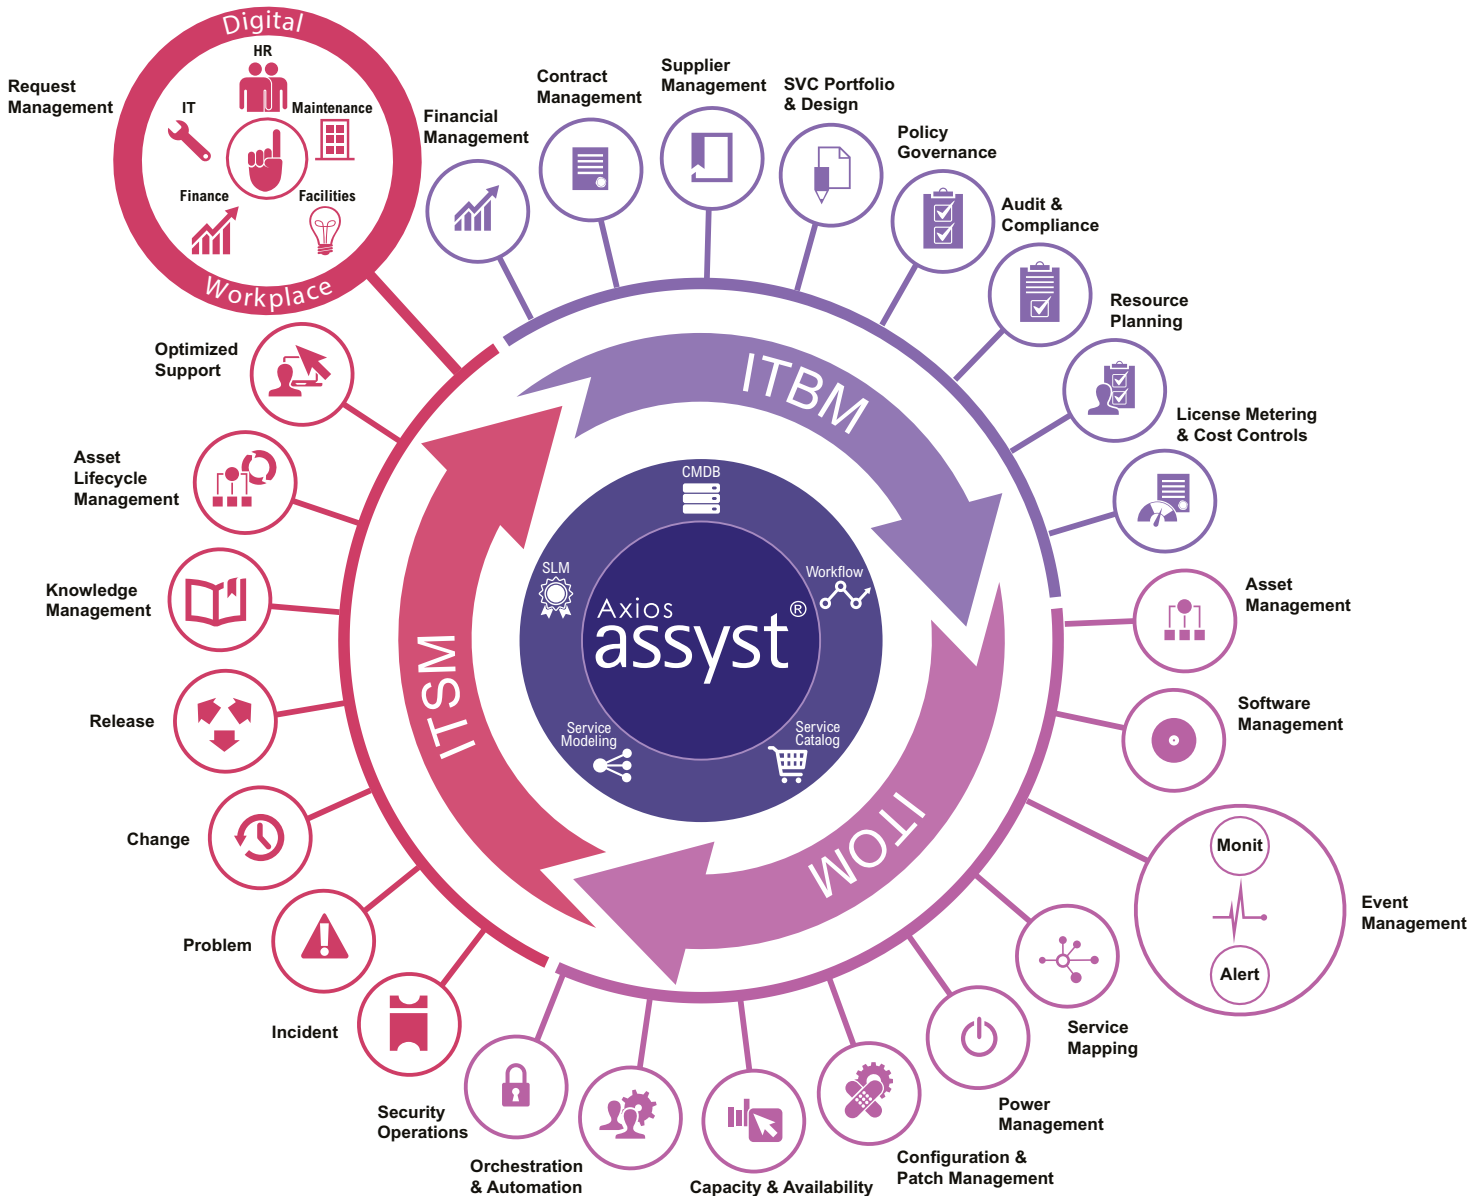 Digital
HR
IT
Maintenance
Finance
Facilities
Workplace
Request
Management
Financial
Management
Contract
Management
Supplier
Management
SVC Portfolio
& Design
Policy
Governance
Audit &
Compliance
Resource
Planning
License Metering
& Cost Controls
Asset
Management
Software
Management
Monit
Alert
Event
Management
Service
Mapping
Power
Management
Configuration &
Patch Management
Capacity & Availability
Orchestration
& Automation
Security
Operations
Incident
Problem
Change
Release
Knowledge
Management
Asset
Lifecycle
Management
Optimized
Support
ITBM
ITOM
ITSM
CMDB
SLM
Workflow
Axios
assyst®
Service
Modeling
Service
Catalog